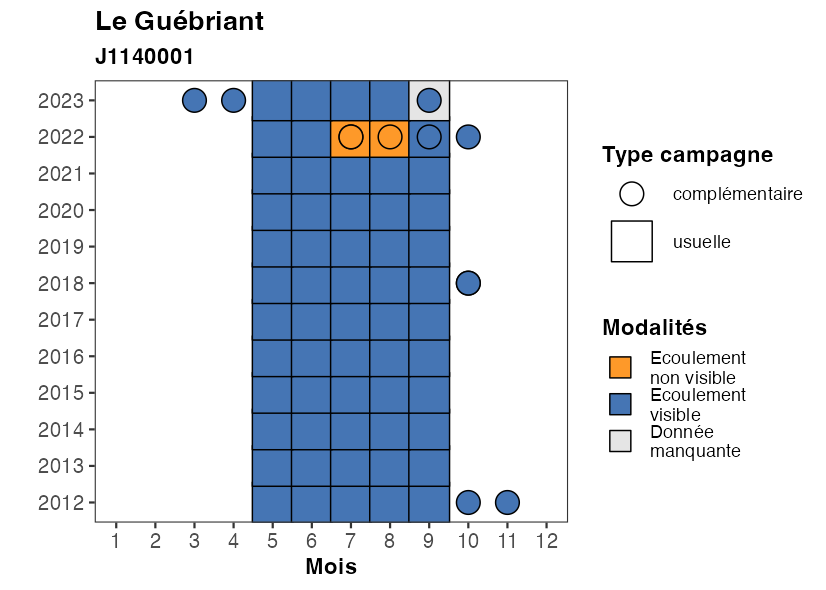 Le Guébriant
J1140001
2023
2022
2021
2020
2019
2018
2017
2016
2015
2014
2013
2012
1 2 3 4 5 6 7 8 9 10 11 12
Mois
Type campagne
complémentaire
usuelle
Modalités
Ecoulement
non visible
Ecoulement
visible
Donnée
manquante